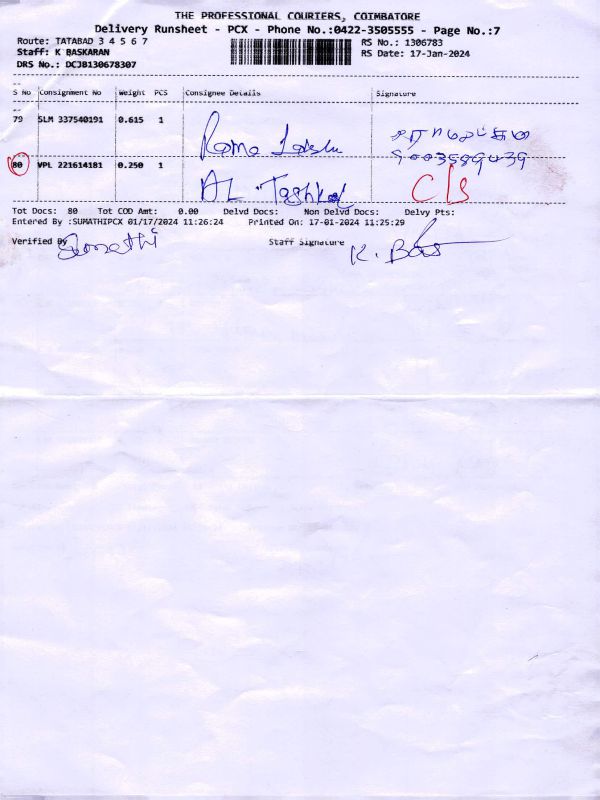 THE PROFESSIONAL COURIERS, COIMBATORE
Delivery Runsheet - PCX - Phone No.:0422-3505555 - Page No.:7
Route: TATABAD 3 4 5 6 7
RS No.: 1306783
Staff: K BASKARAN
RS Date: 17-Jan-2024
DRS No.: DCJB130678307
S No Consignment No Weight PCS Consignee Details Signature
79 SLM 337540191 0.615 1
Rama
80 VPL 221614181 0.250 1
AL
Tot Docs: 80 Tot COD Amt: 0.00 Delvd Docs: Non Delvd Docs: Delvy Pts:
Entered By :SUMATHIPCX 01/17/2024 11:26:24 Printed On: 17-01-2024 11:25:29
Verified By Sumathi Staff Signature K. Bas